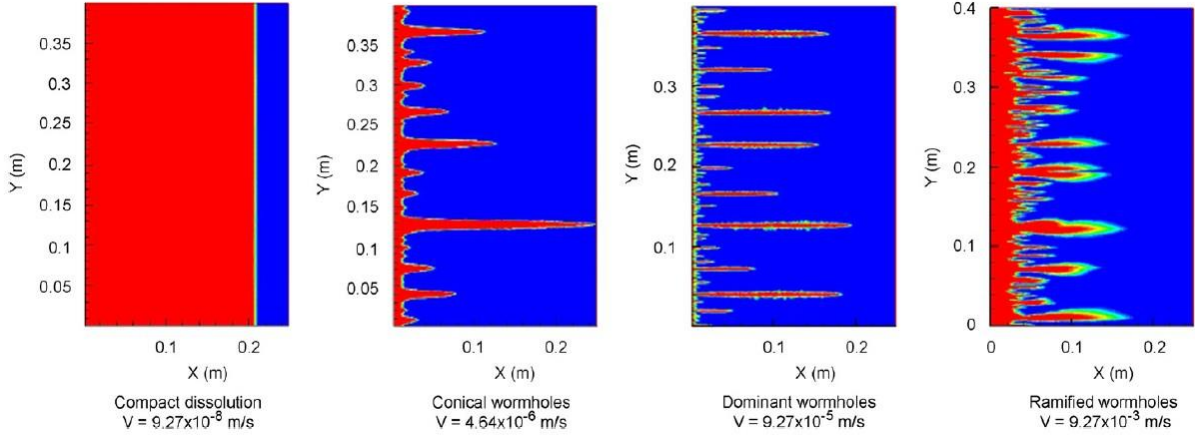 0.35
0.3
0.25
0.2
0.15
0.1
0.05
Y (m)
0.1 0.2
X (m)
Compact dissolution
V = 9.27x10⁻⁸ m/s
0.35
0.3
0.25
0.2
0.15
0.1
0.05
Y (m)
0.1 0.2
X (m)
Conical wormholes
V = 4.64x10⁻⁶ m/s
0.3
0.2
0.1
Y (m)
0.1 0.2
X (m)
Dominant wormholes
V = 9.27x10⁻⁵ m/s
0.4
0.3
0.2
0.1
0
Y (m)
0 0.1 0.2
X (m)
Ramified wormholes
V = 9.27x10⁻³ m/s